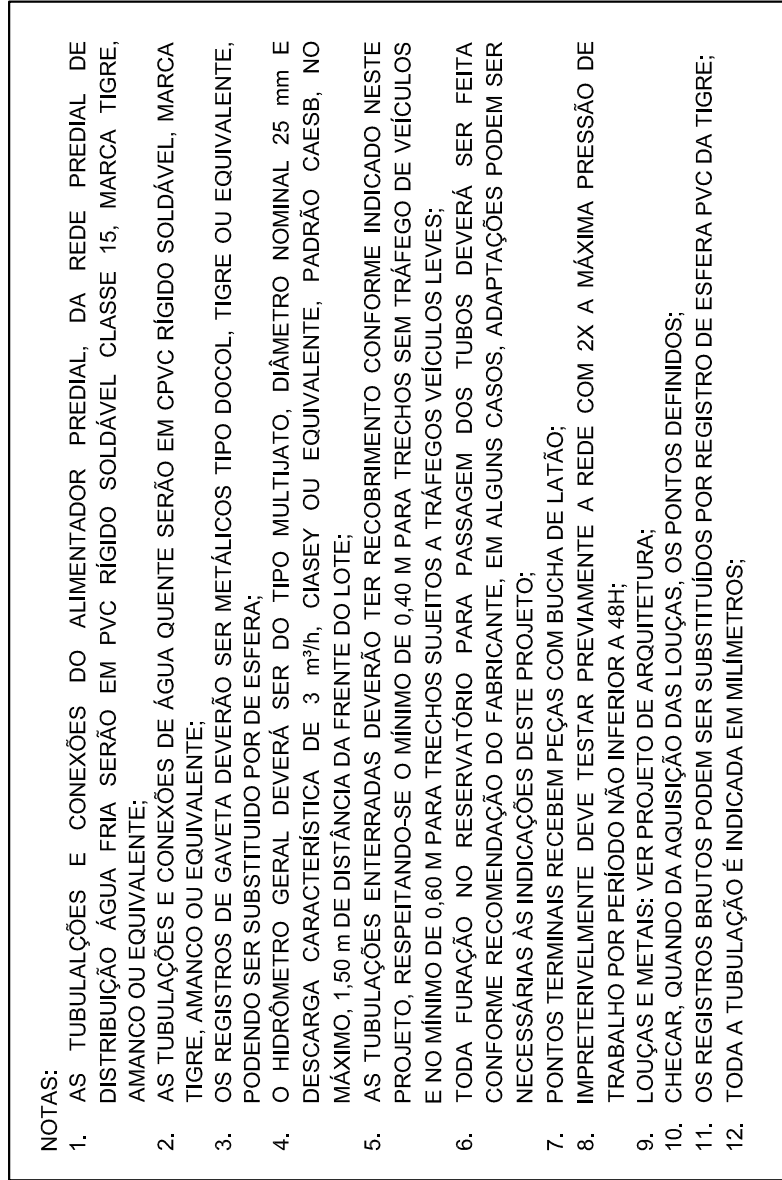 NOTAS:
1. AS TUBULALÇÕES E CONEXÕES DO ALIMENTADOR PREDIAL, DA REDE PREDIAL DE
DISTRIBUIÇÃO ÁGUA FRIA SERÃO EM PVC RÍGIDO SOLDÁVEL CLASSE 15, MARCA TIGRE,
AMANCO OU EQUIVALENTE;
2. AS TUBULAÇÕES E CONEXÕES DE ÁGUA QUENTE SERÃO EM CPVC RÍGIDO SOLDÁVEL, MARCA
TIGRE, AMANCO OU EQUIVALENTE;
3. OS REGISTROS DE GAVETA DEVERÃO SER METÁLICOS TIPO DOCOL, TIGRE OU EQUIVALENTE,
PODENDO SER SUBSTITUIDO POR DE ESFERA;
4. O HIDRÔMETRO GERAL DEVERÁ SER DO TIPO MULTIJATO, DIÂMETRO NOMINAL 25 mm E
DESCARGA CARACTERÍSTICA DE 3 m³/h, CIASEY OU EQUIVALENTE, PADRÃO CAESB, NO
MÁXIMO, 1,50 m DE DISTÂNCIA DA FRENTE DO LOTE;
5. AS TUBULAÇÕES ENTERRADAS DEVERÃO TER RECOBRIMENTO CONFORME INDICADO NESTE
PROJETO, RESPEITANDO-SE O MÍNIMO DE 0,40 M PARA TRECHOS SEM TRÁFEGO DE VEÍCULOS
E NO MÍNIMO DE 0,60 M PARA TRECHOS SUJEITOS A TRÁFEGOS VEÍCULOS LEVES;
6. TODA FURAÇÃO NO RESERVATÓRIO PARA PASSAGEM DOS TUBOS DEVERÁ SER FEITA
CONFORME RECOMENDAÇÃO DO FABRICANTE, EM ALGUNS CASOS, ADAPTAÇÕES PODEM SER
NECESSÁRIAS ÀS INDICAÇÕES DESTE PROJETO;
7. PONTOS TERMINAIS RECEBEM PEÇAS COM BUCHA DE LATÃO;
8. IMPRETERIVELMENTE DEVE TESTAR PREVIAMENTE A REDE COM 2X A MÁXIMA PRESSÃO DE
TRABALHO POR PERÍODO NÃO INFERIOR A 48H;
9. LOUÇAS E METAIS: VER PROJETO DE ARQUITETURA;
10. CHECAR, QUANDO DA AQUISIÇÃO DAS LOUÇAS, OS PONTOS DEFINIDOS;
11. OS REGISTROS BRUTOS PODEM SER SUBSTITUÍDOS POR REGISTRO DE ESFERA PVC DA TIGRE;
12. TODA A TUBULAÇÃO É INDICADA EM MILÍMETROS;